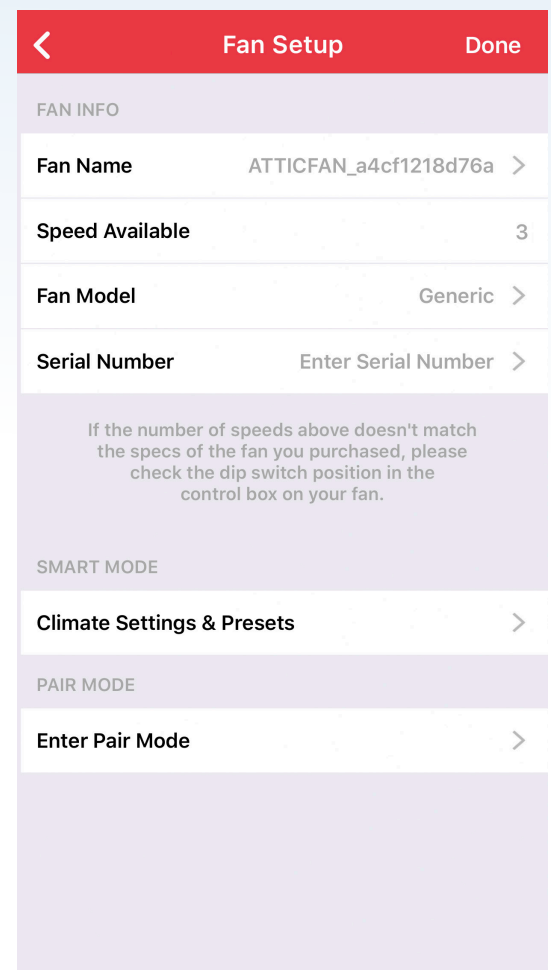 Fan Setup Done
FAN INFO
Fan Name ATTICFAN_a4cf1218d76a
Speed Available 3
Fan Model Generic
Serial Number Enter Serial Number
If the number of speeds above doesn't match
the specs of the fan you purchased, please
check the dip switch position in the
control box on your fan.
SMART MODE
Climate Settings & Presets
PAIR MODE
Enter Pair Mode